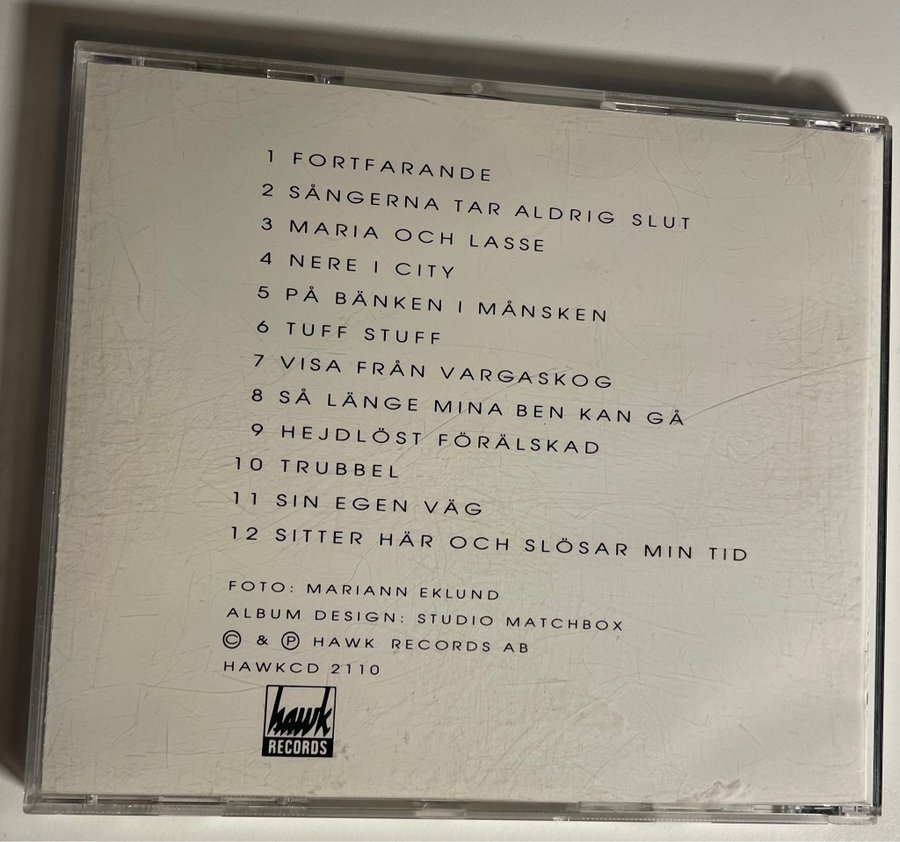 1 FORTFARANDE
2 SÅNGERNA TAR ALDRIG SLUT
3 MARIA OCH LASSE
4 NERE I CITY
5 PÅ BÄNKEN I MÅNSKEN
6 TUFF STUFF
7 VISA FRÅN VARGASKOG
8 SÅ LÄNGE MINA BEN KAN GÅ
9 HEJDLÖST FÖRÄLSKAD
10 TRUBBEL
11 SIN EGEN VÄG
12 SITTER HÄR OCH SLÖSAR MIN TID
FOTO: MARIANN EKLUND
ALBUM DESIGN: STUDIO MATCHBOX
© & ℗ HAWK RECORDS AB
HAWKCD 2110
hawk
RECORDS